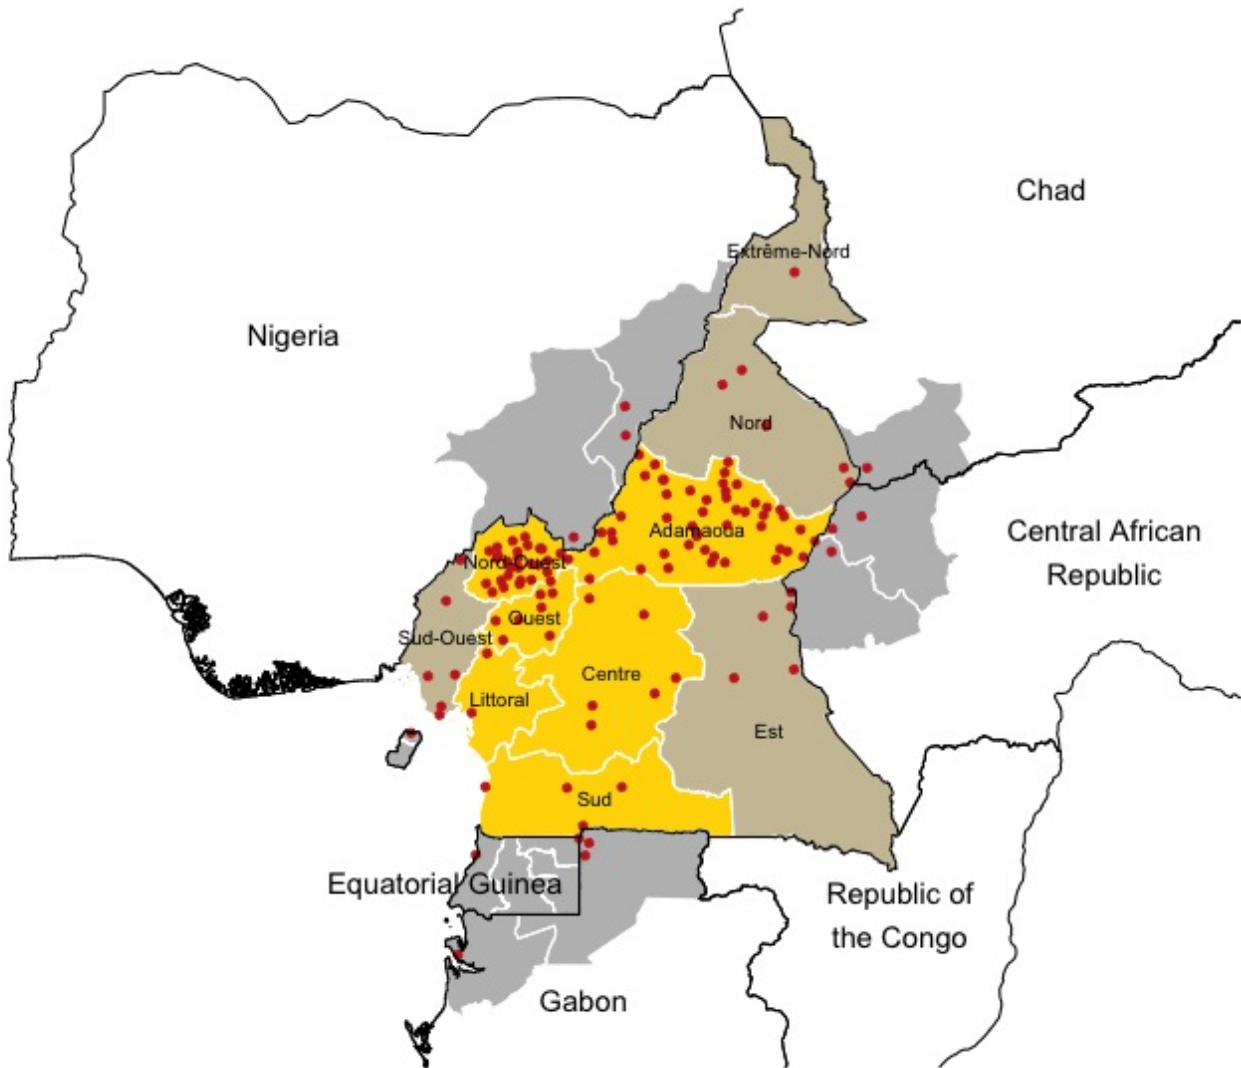 Chad
Extrême-Nord
Nigeria
Nord
Central African
Republic
Adamaoua
Nord-Ouest
Ouest
Sud-Ouest
Centre
Littoral
Est
Sud
Equatorial Guinea
Republic of
the Congo
Gabon